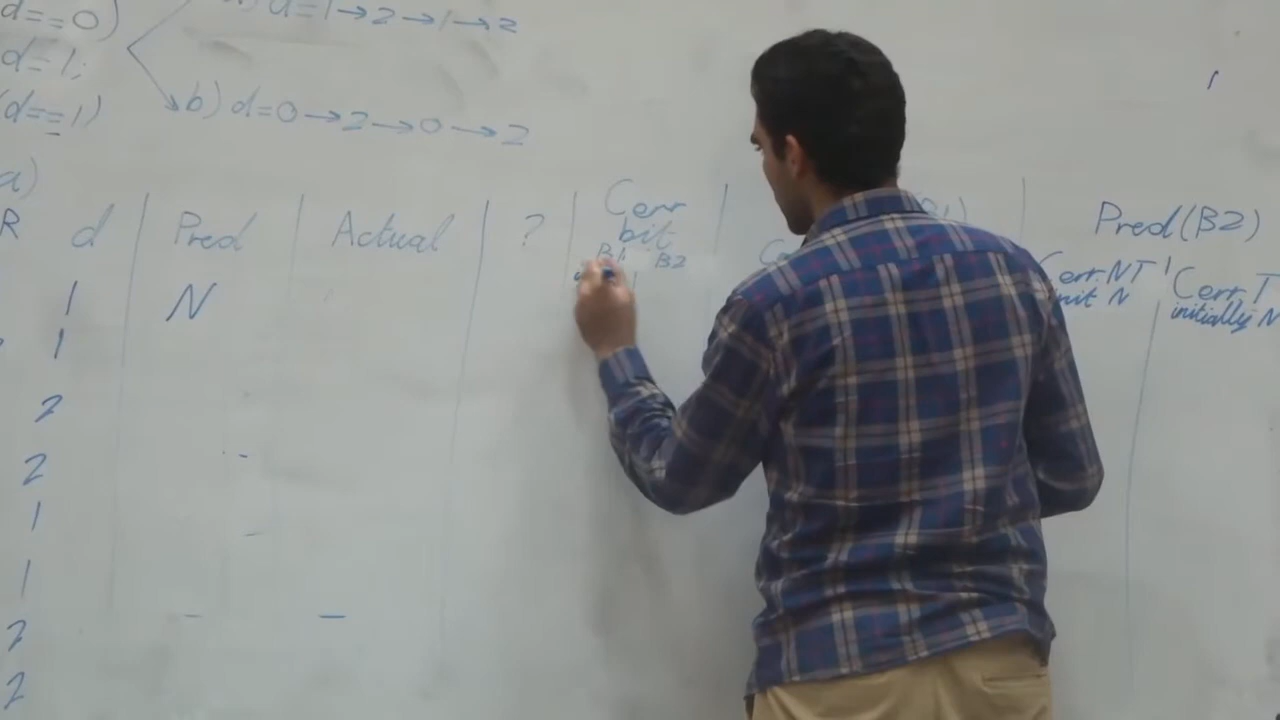 d==0)
d=1→2→1→2
d=1;
b) d=0→2→0→2
(d==1)
a)
R d Pred Actual ? Corr bit Pred(B2)
B1 B2
Corr.NT Corr T
init N initially N
1 N
1
2
2
1
1
2
2